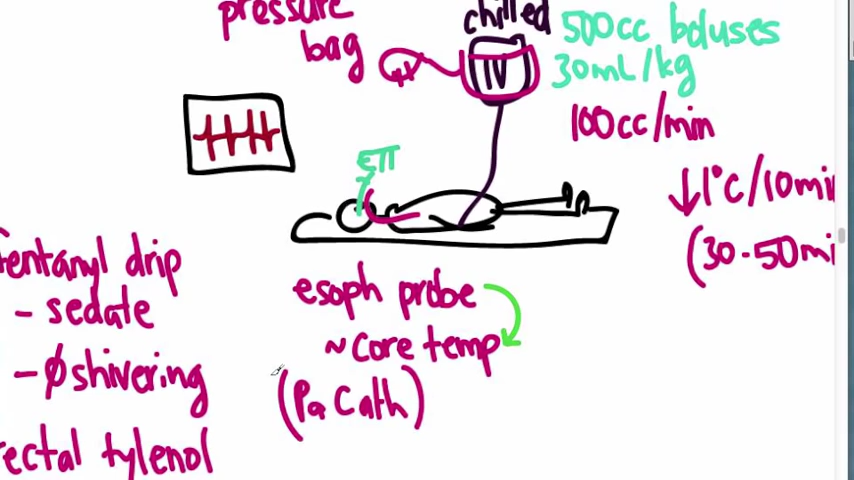 pressure
bag
chilled
IV
500cc boluses
30mL/kg
100cc/min
ETT
↓1°c/10min
(30-50mi
fentanyl drip
- sedate
- Ø shivering
rectal tylenol
esoph probe
~ core temp
(Pa Cath)